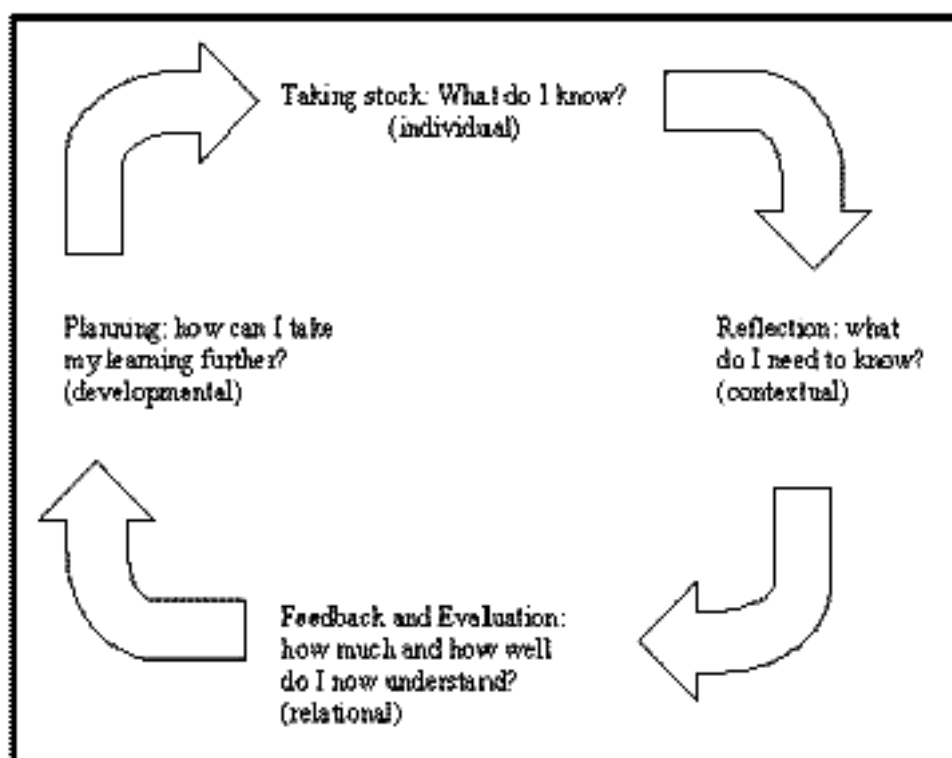 Taking stock: What do I know?
(individual)
Reflection: what
do I need to know?
(contextual)
Feedback and Evaluation:
how much and how well
do I now understand?
(relational)
Planning: how can I take
my learning further?
(developmental)